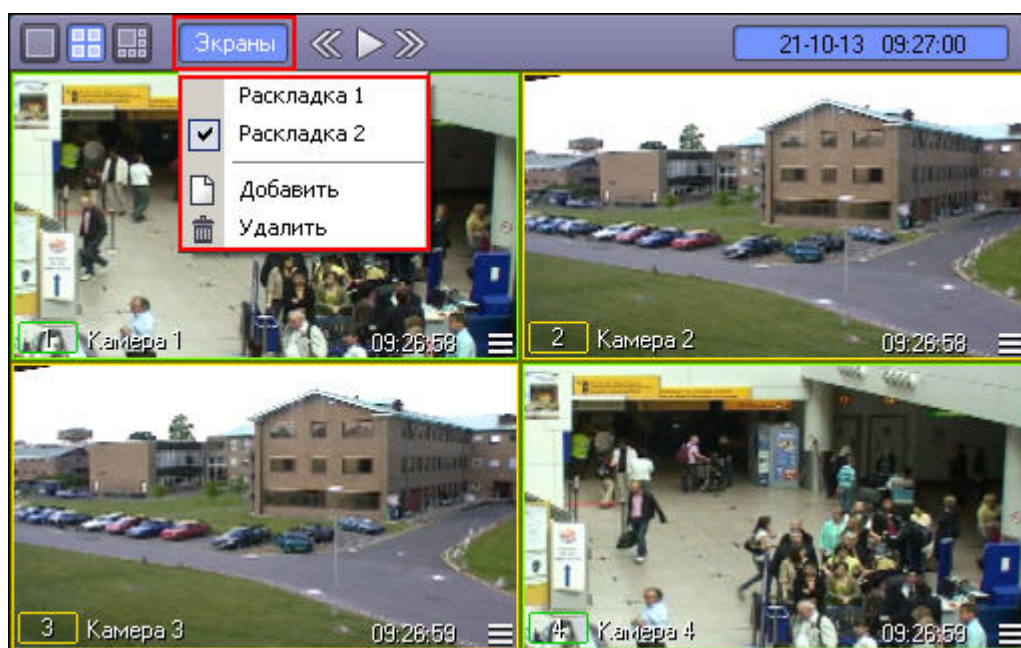 Экраны
21-10-13 09:27:00
Раскладка 1
Раскладка 2
Добавить
Удалить
1 Камера 1 09:26:58
2 Камера 2 09:26:58
3 Камера 3 09:26:59
4 Камера 4 09:26:59